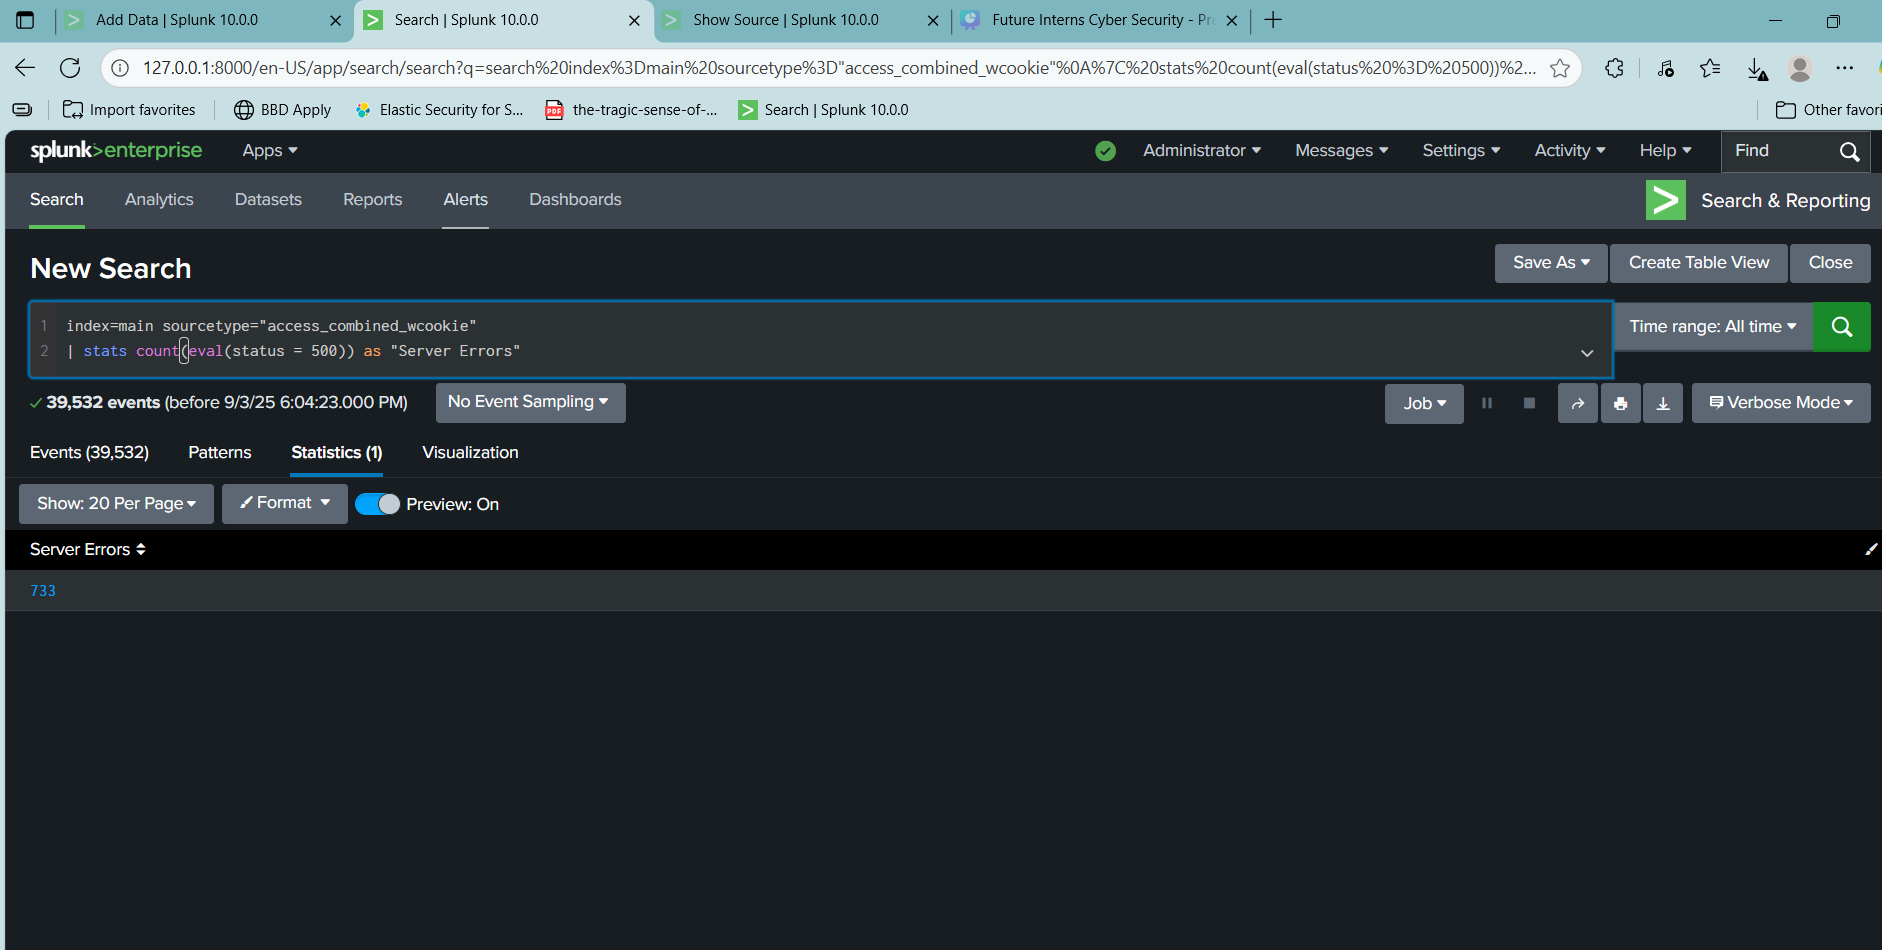 Add Data | Splunk 10.0.0
Search | Splunk 10.0.0
Show Source | Splunk 10.0.0
Future Interns Cyber Security - Pr
127.0.0.1:8000/en-US/app/search/search?q=search%20index%3Dmain%20sourcetype%3D"access_combined_wcookie"%0A%7C%20stats%20count(eval(status%20%3D%20500))%2...
Import favorites
BBD Apply
Elastic Security for S...
PDF
the-tragic-sense-of-...
Search | Splunk 10.0.0
Other favori
splunk>enterprise
Apps
Administrator
Messages
Settings
Activity
Help
Find
Search
Analytics
Datasets
Reports
Alerts
Dashboards
Search & Reporting
New Search
Save As
Create Table View
Close
1 index=main sourcetype="access_combined_wcookie"
2 | stats count(eval(status = 500)) as "Server Errors"
Time range: All time
39,532 events (before 9/3/25 6:04:23.000 PM)
No Event Sampling
Job
Verbose Mode
Events (39,532)
Patterns
Statistics (1)
Visualization
Show: 20 Per Page
Format
Preview: On
Server Errors
733